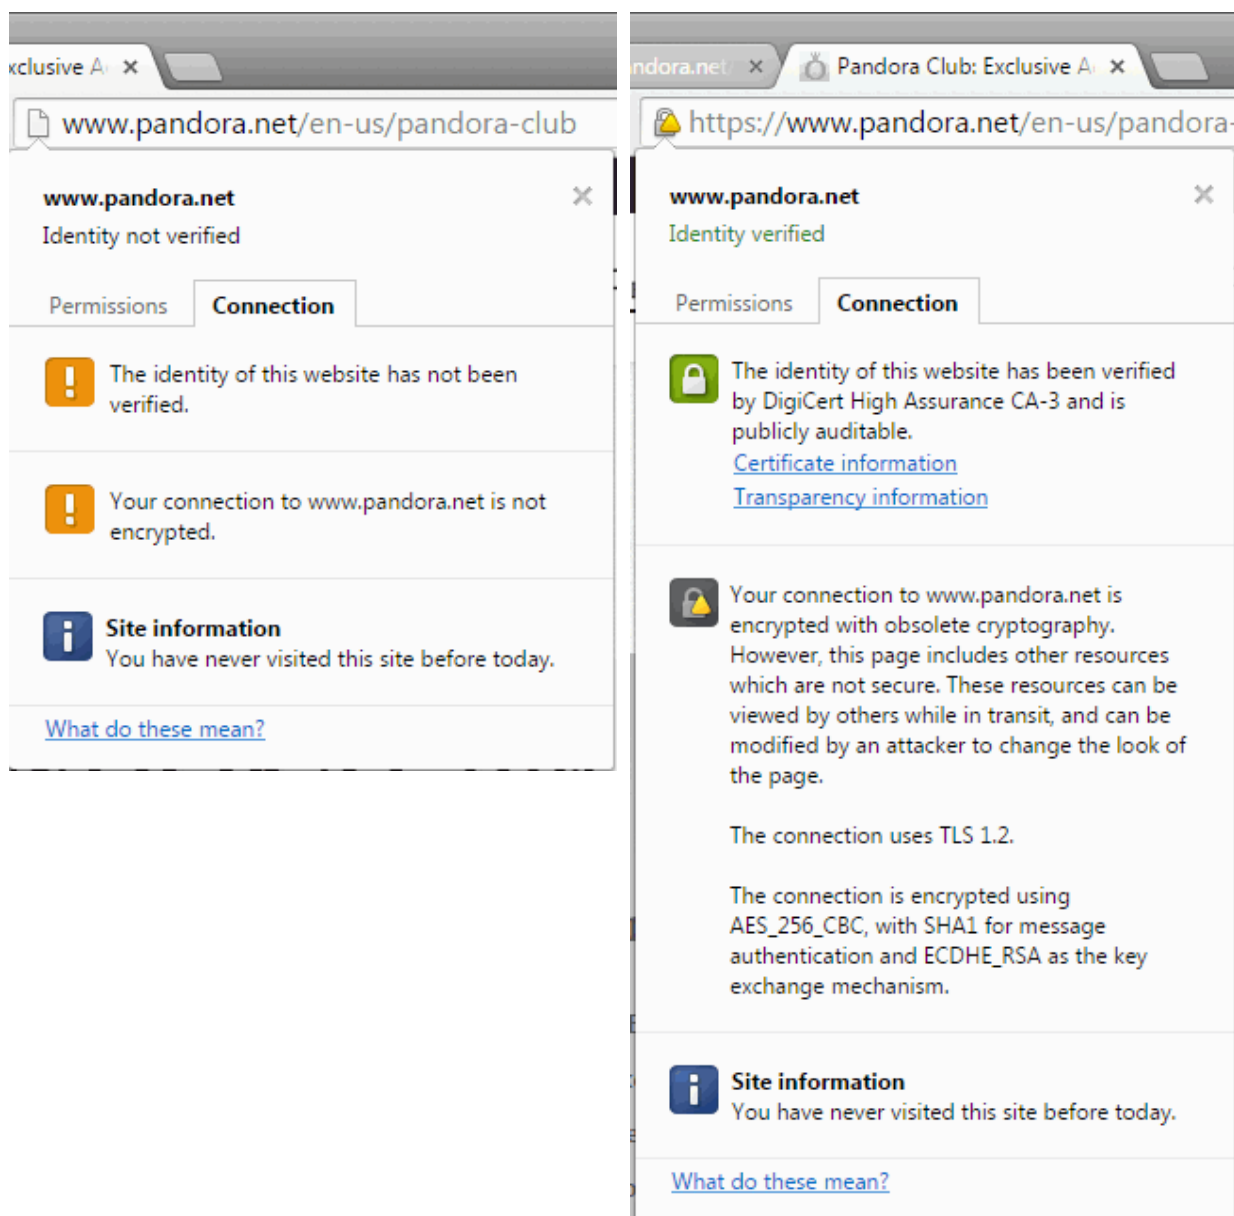 xclusive A
www.pandora.net/en-us/pandora-club
www.pandora.net
Identity not verified
Permissions
Connection
The identity of this website has not been
verified.
Your connection to www.pandora.net is not
encrypted.
Site information
You have never visited this site before today.
What do these mean?
ndora.net/
Pandora Club: Exclusive A
https://www.pandora.net/en-us/pandora-
www.pandora.net
Identity verified
Permissions
Connection
The identity of this website has been verified
by DigiCert High Assurance CA-3 and is
publicly auditable.
Certificate information
Transparency information
Your connection to www.pandora.net is
encrypted with obsolete cryptography.
However, this page includes other resources
which are not secure. These resources can be
viewed by others while in transit, and can be
modified by an attacker to change the look of
the page.
The connection uses TLS 1.2.
The connection is encrypted using
AES_256_CBC, with SHA1 for message
authentication and ECDHE_RSA as the key
exchange mechanism.
Site information
You have never visited this site before today.
What do these mean?